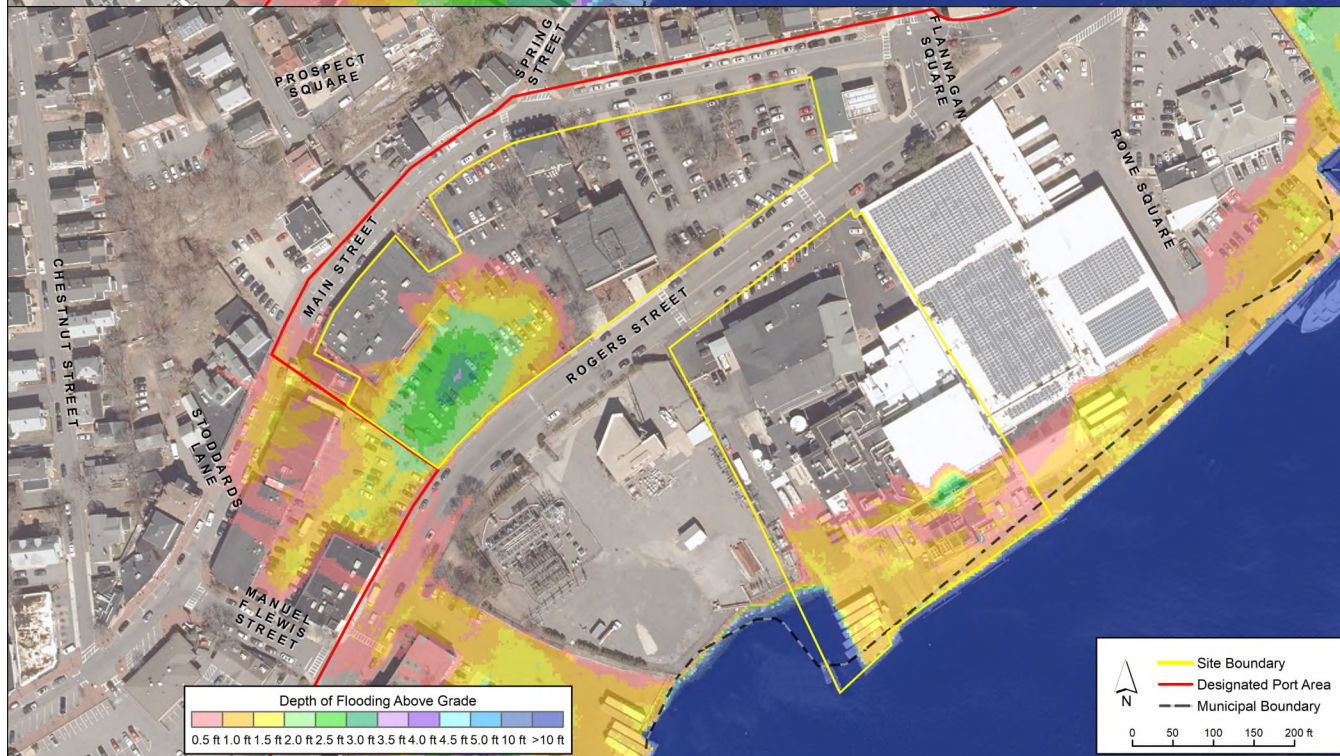 PROSPECT
SQUARE
SPRING
STREET
FLANNAGAN
SQUARE
ROWE SQUARE
CHESTNUT STREET
MAIN STREET
ROGERS STREET
STODDARDS
LANE
MANUEL
F LEWIS
STREET
Depth of Flooding Above Grade
0.5 ft 1.0 ft 1.5 ft 2.0 ft 2.5 ft 3.0 ft 3.5 ft 4.0 ft 4.5 ft 5.0 ft 10 ft >10 ft
N
Site Boundary
Designated Port Area
Municipal Boundary
0 50 100 150 200 ft